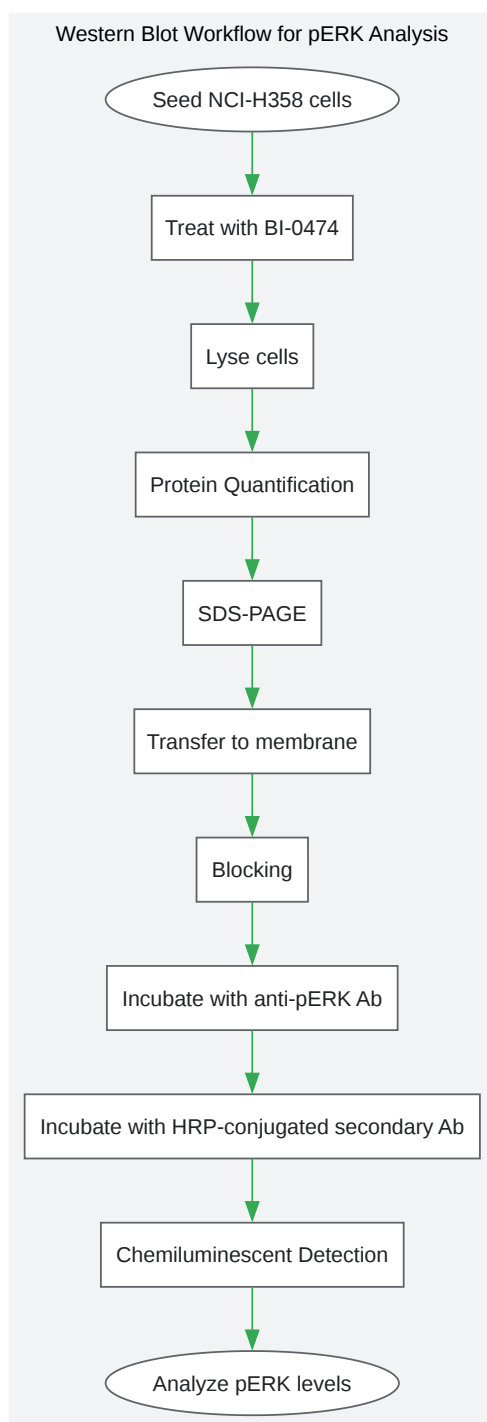 Western Blot Workflow for pERK Analysis
Seed NCI-H358 cells
Treat with BI-0474
Lyse cells
Protein Quantification
SDS-PAGE
Transfer to membrane
Blocking
Incubate with anti-pERK Ab
Incubate with HRP-conjugated secondary Ab
Chemiluminescent Detection
Analyze pERK levels